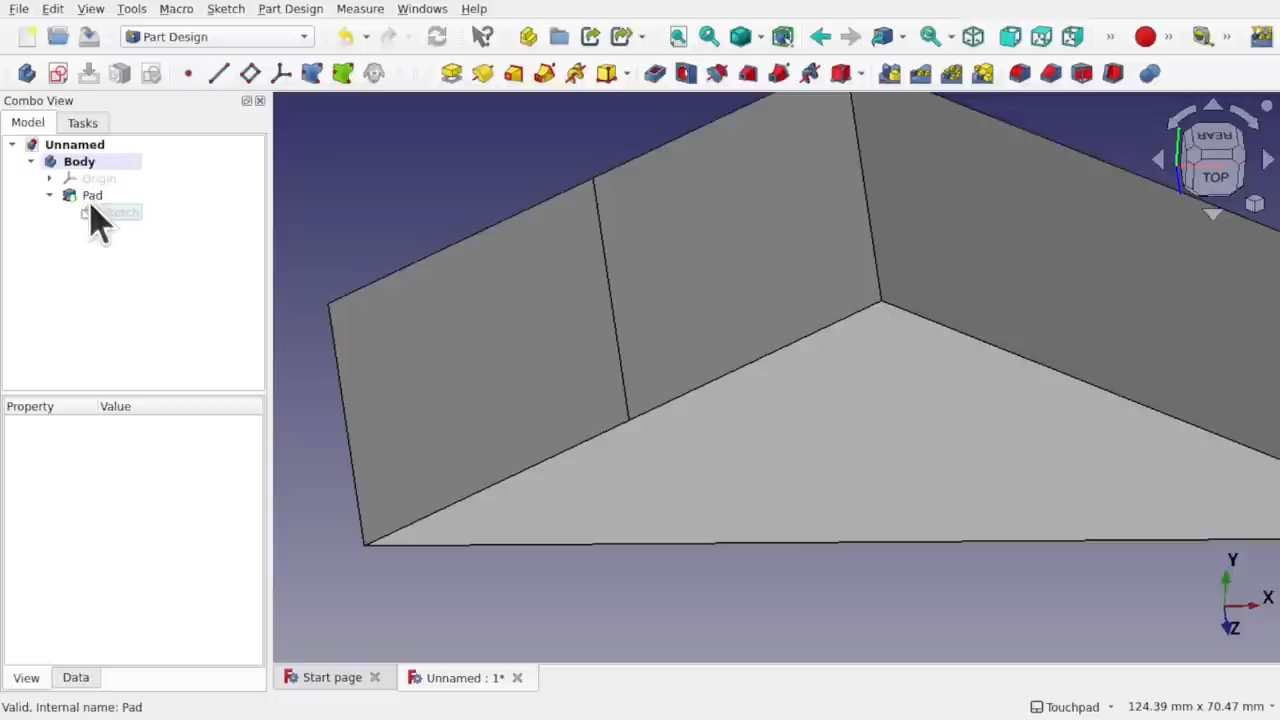 File Edit View Tools Macro Sketch Part Design Measure Windows Help
Part Design
Combo View
Model Tasks
Unnamed
Body
Origin
Pad
Sketch
Property Value
View Data
Valid, Internal name: Pad
REAR
TOP
Y
X
Z
Start page
Unnamed : 1*
Touchpad 124.39 mm x 70.47 mm